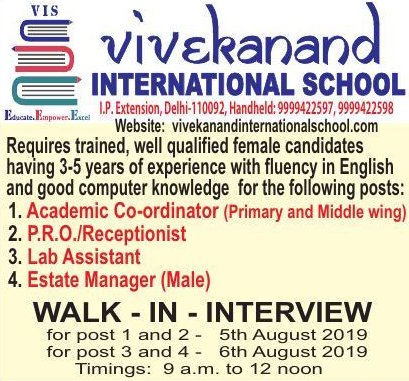 VIS
vivekanand
INTERNATIONAL SCHOOL
I.P. Extension, Delhi-110092, Handheld: 9999422597, 9999422598
Educate.Empower.Excel
Website: vivekanandinternationalschool.com
Requires trained, well qualified female candidates
having 3-5 years of experience with fluency in English
and good computer knowledge for the following posts:
1. Academic Co-ordinator (Primary and Middle wing)
2. P.R.O./Receptionist
3. Lab Assistant
4. Estate Manager (Male)
WALK - IN - INTERVIEW
for post 1 and 2 - 5th August 2019
for post 3 and 4 - 6th August 2019
Timings: 9 a.m. to 12 noon